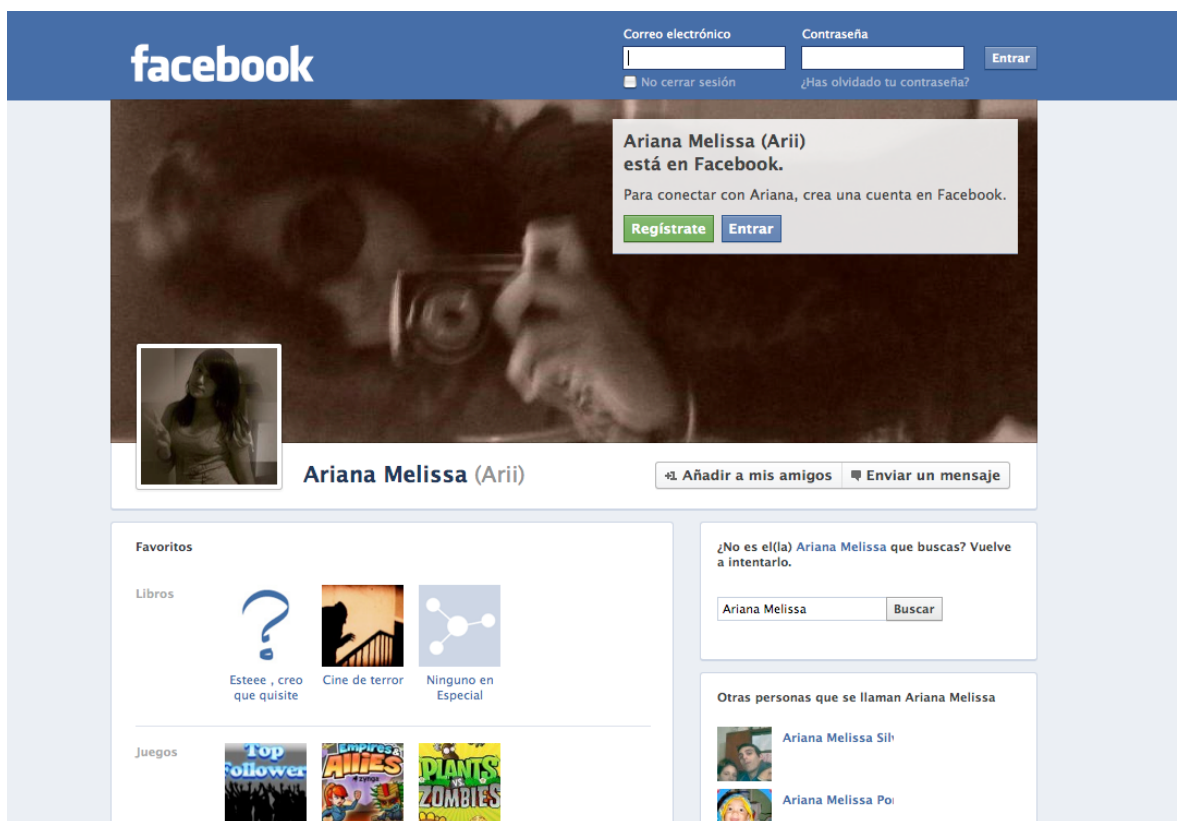 facebook
Correo electrónico
Contraseña
Entrar
No cerrar sesión
¿Has olvidado tu contraseña?
Ariana Melissa (Arii)
está en Facebook.
Para conectar con Ariana, crea una cuenta en Facebook.
Regístrate
Entrar
Ariana Melissa (Arii)
+1 Añadir a mis amigos
Enviar un mensaje
Favoritos
Libros
?
Esteee , creo
que quisite
Cine de terror
Ninguno en
Especial
Juegos
Top
Follower
Empires &
Allies
zynga
PLANTS
VS.
ZOMBIES
¿No es el(la) Ariana Melissa que buscas? Vuelve
a intentarlo.
Ariana Melissa
Buscar
Otras personas que se llaman Ariana Melissa
Ariana Melissa
Ariana Melissa